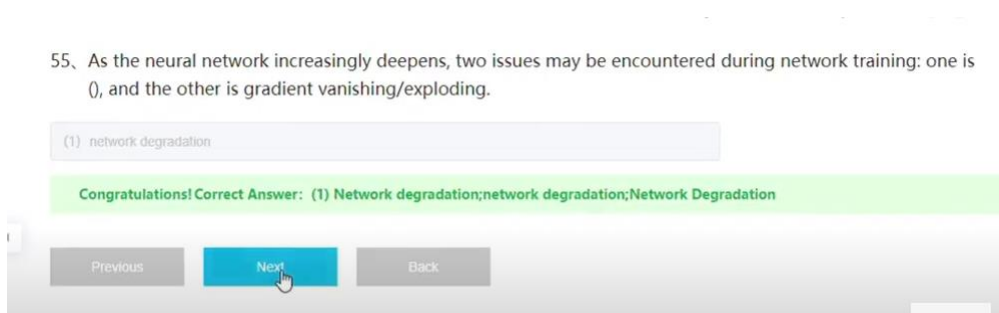 55、As the neural network increasingly deepens, two issues may be encountered during network training: one is
(), and the other is gradient vanishing/exploding.
(1) network degradation
Congratulations! Correct Answer: (1) Network degradation;network degradation;Network Degradation
Previous Next Back